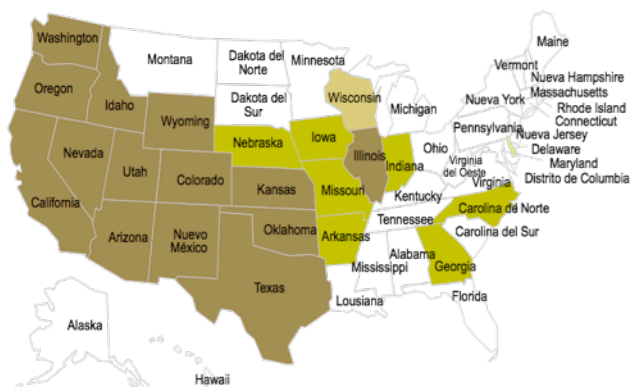 Washington
Montana
Dakota del
Norte
Minnesota
Maine
Oregon
Idaho
Dakota del
Sur
Wisconsin
Michigan
Vermont
Nueva Hampshire
Massachusetts
Nueva York
Rhode Island
Connecticut
Wyoming
Nebraska
Iowa
Pennsylvania
Nueva Jersey
Nevada
Utah
Colorado
Illinois
Indiana
Ohio
Delaware
Virginia
del Oeste
Maryland
Distrito de Columbia
California
Kansas
Missouri
Kentucky
Virginia
Arizona
Nuevo
México
Oklahoma
Arkansas
Tennessee
Carolina de Norte
Carolina del Sur
Texas
Mississippi
Alabama
Georgia
Lousiana
Florida
Alaska
Hawaii